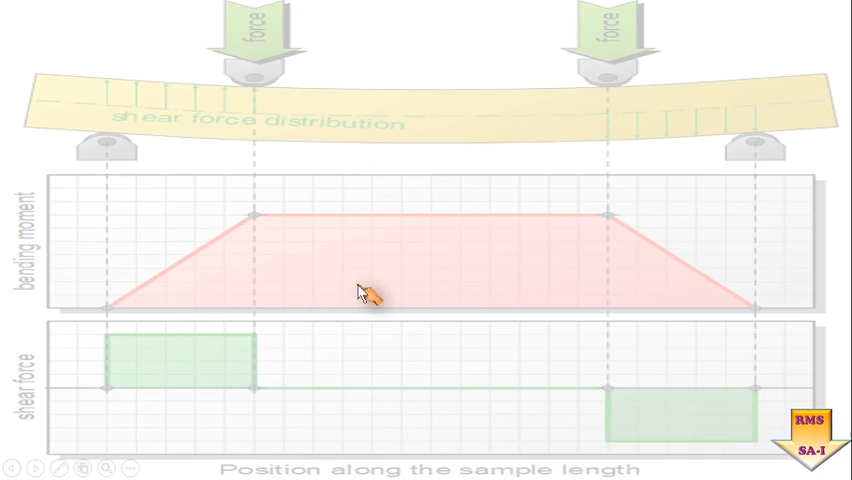 force
force
shear force distribution
bending moment
shear force
RMS
SA-I
Position along the sample length